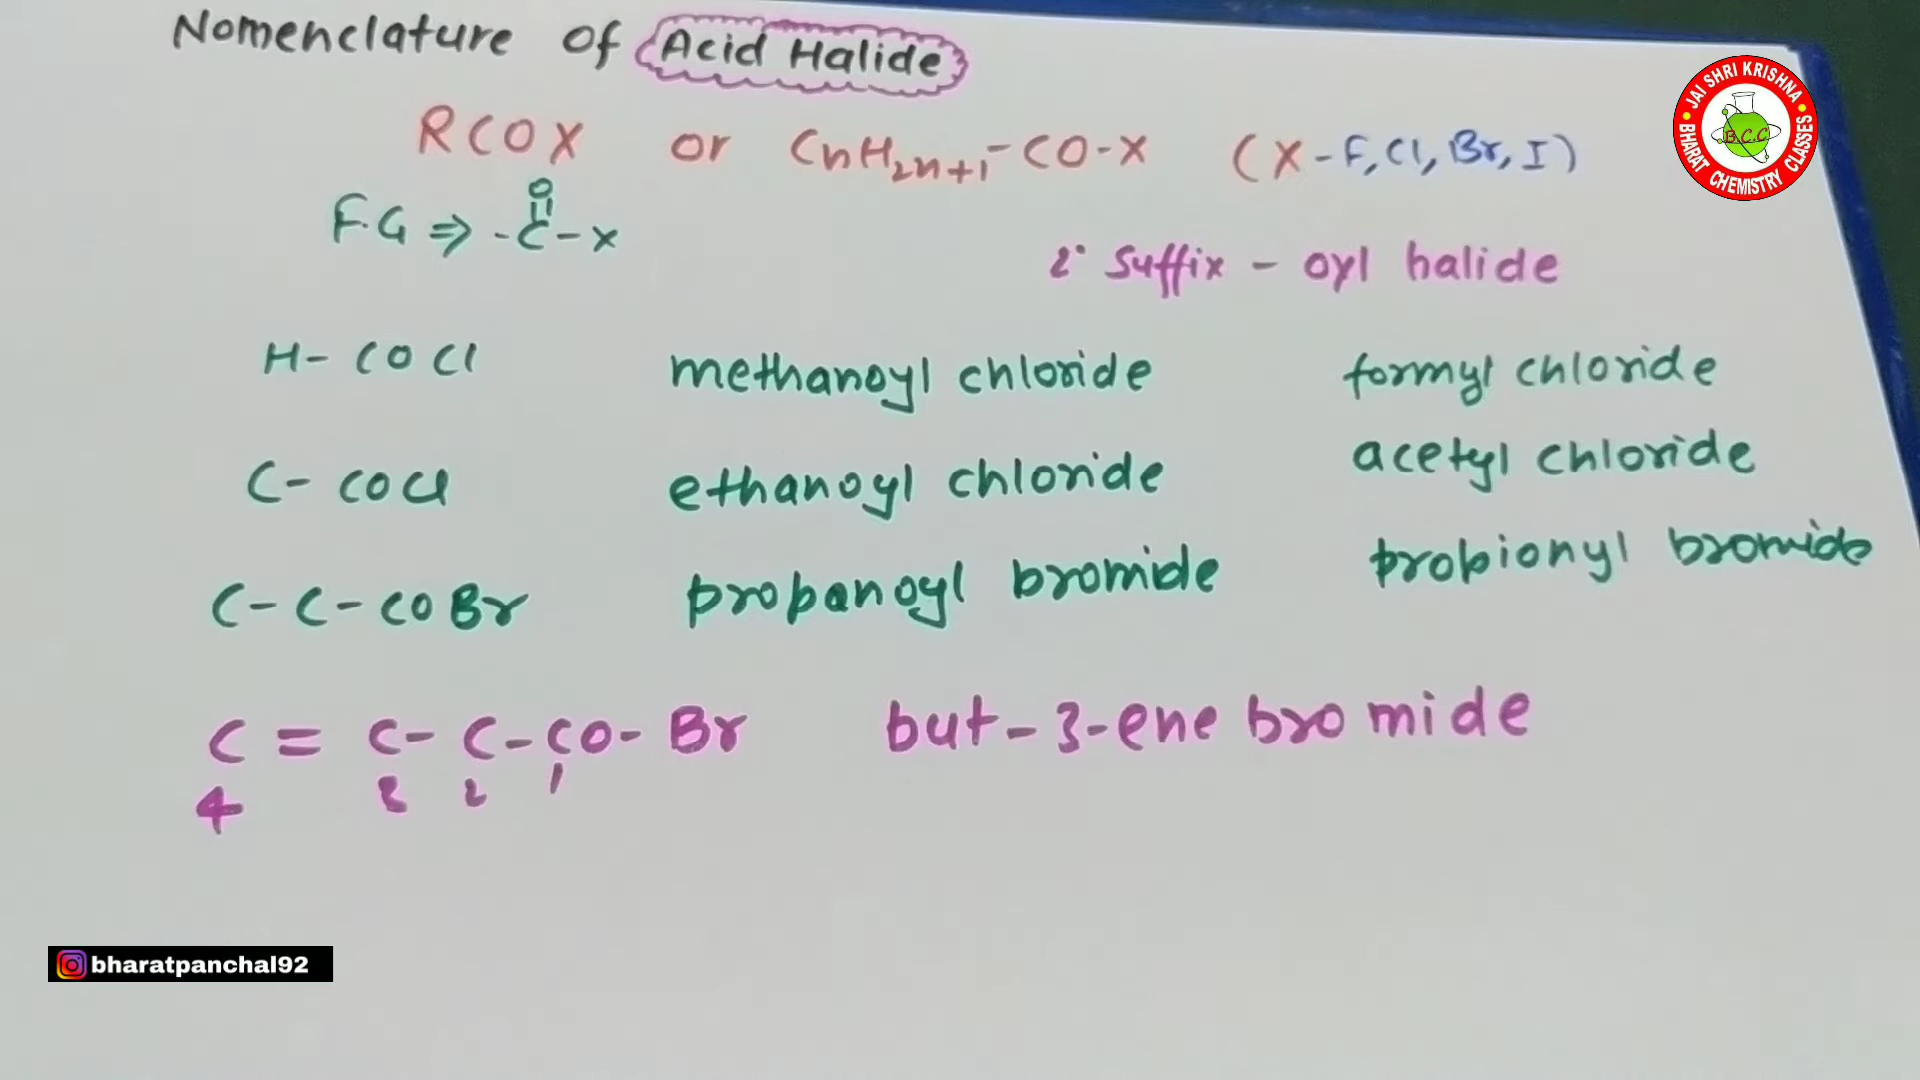 Nomenclature of Acid Halide
RCOX or CnH2n+1-CO-X (X-F, Cl, Br, I)
F.G ⇒ -C-X
O
2° suffix - oyl halide
H-COCl methanoyl chloride formyl chloride
C-COCl ethanoyl chloride acetyl chloride
C-C-COBr propanoyl bromide propionyl bromide
C=C-C-CO-Br but-3-ene bromide
4 3 2 1
JAI SHRI KRISHNA
B.C.C
BHARAT CHEMISTRY CLASSES
bharatpanchal92